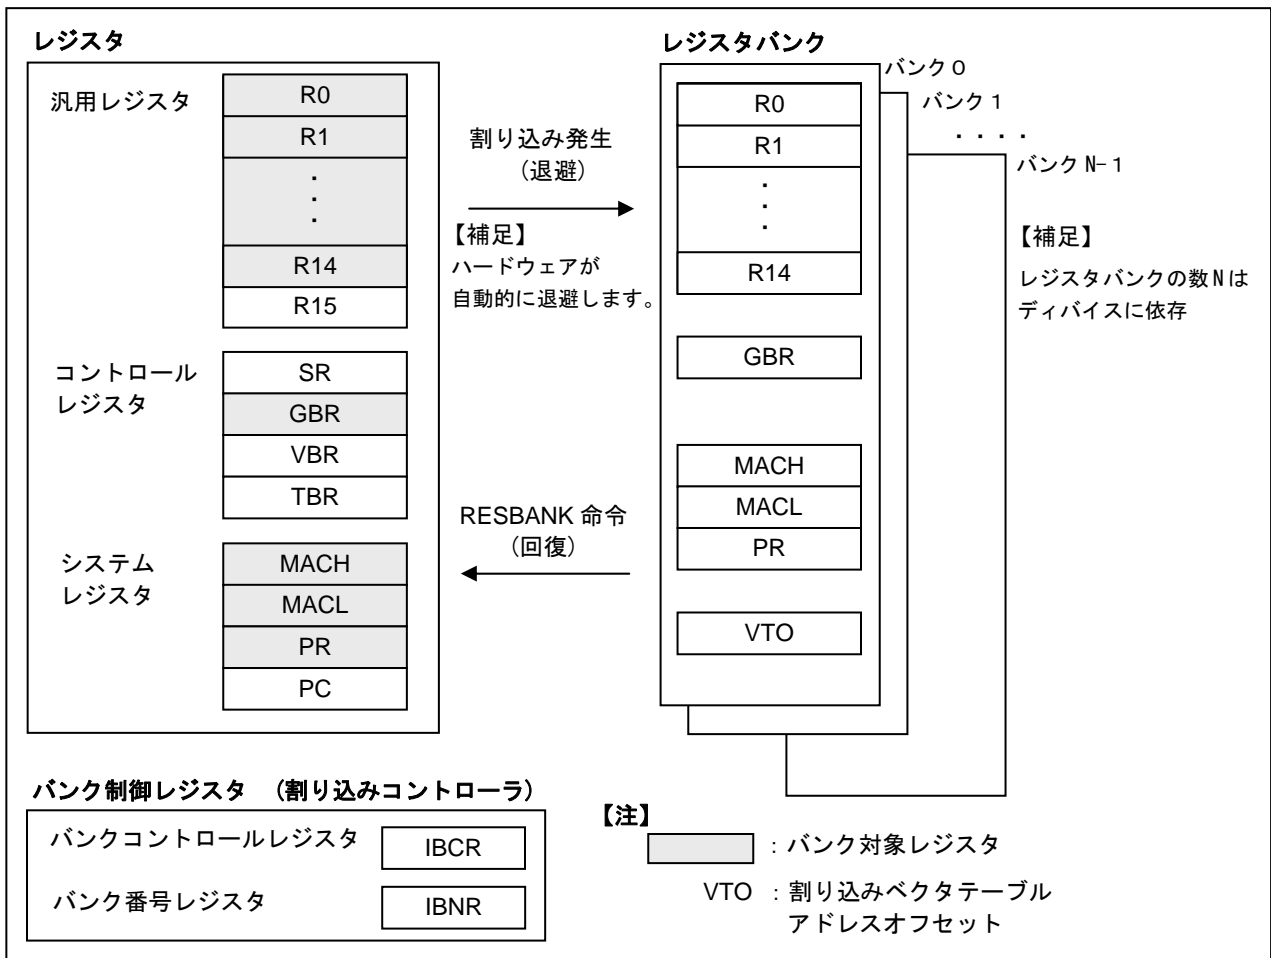 レジスタ
汎用レジスタ
R0
R1
・
・
・
R14
R15
コントロール
レジスタ
SR
GBR
VBR
TBR
システム
レジスタ
MACH
MACL
PR
PC
割り込み発生
(退避)
【補足】
ハードウェアが
自動的に退避します。
RESBANK 命令
(回復)
レジスタバンク
バンク 0
バンク 1
・・・・
バンク N-1
R0
R1
・
・
・
R14
GBR
MACH
MACL
PR
VTO
【補足】
レジスタバンクの数Nは
ディバイスに依存
バンク制御レジスタ (割り込みコントローラ)
バンクコントロールレジスタ
IBCR
バンク番号レジスタ
IBNR
【注】
：バンク対象レジスタ
VTO ：割り込みベクタテーブル
アドレスオフセット